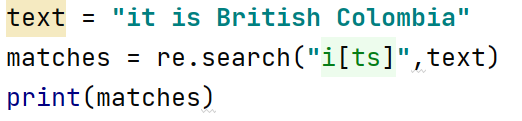 text = "it is British Colombia"
matches = re.search("i[ts]",text)
print(matches)